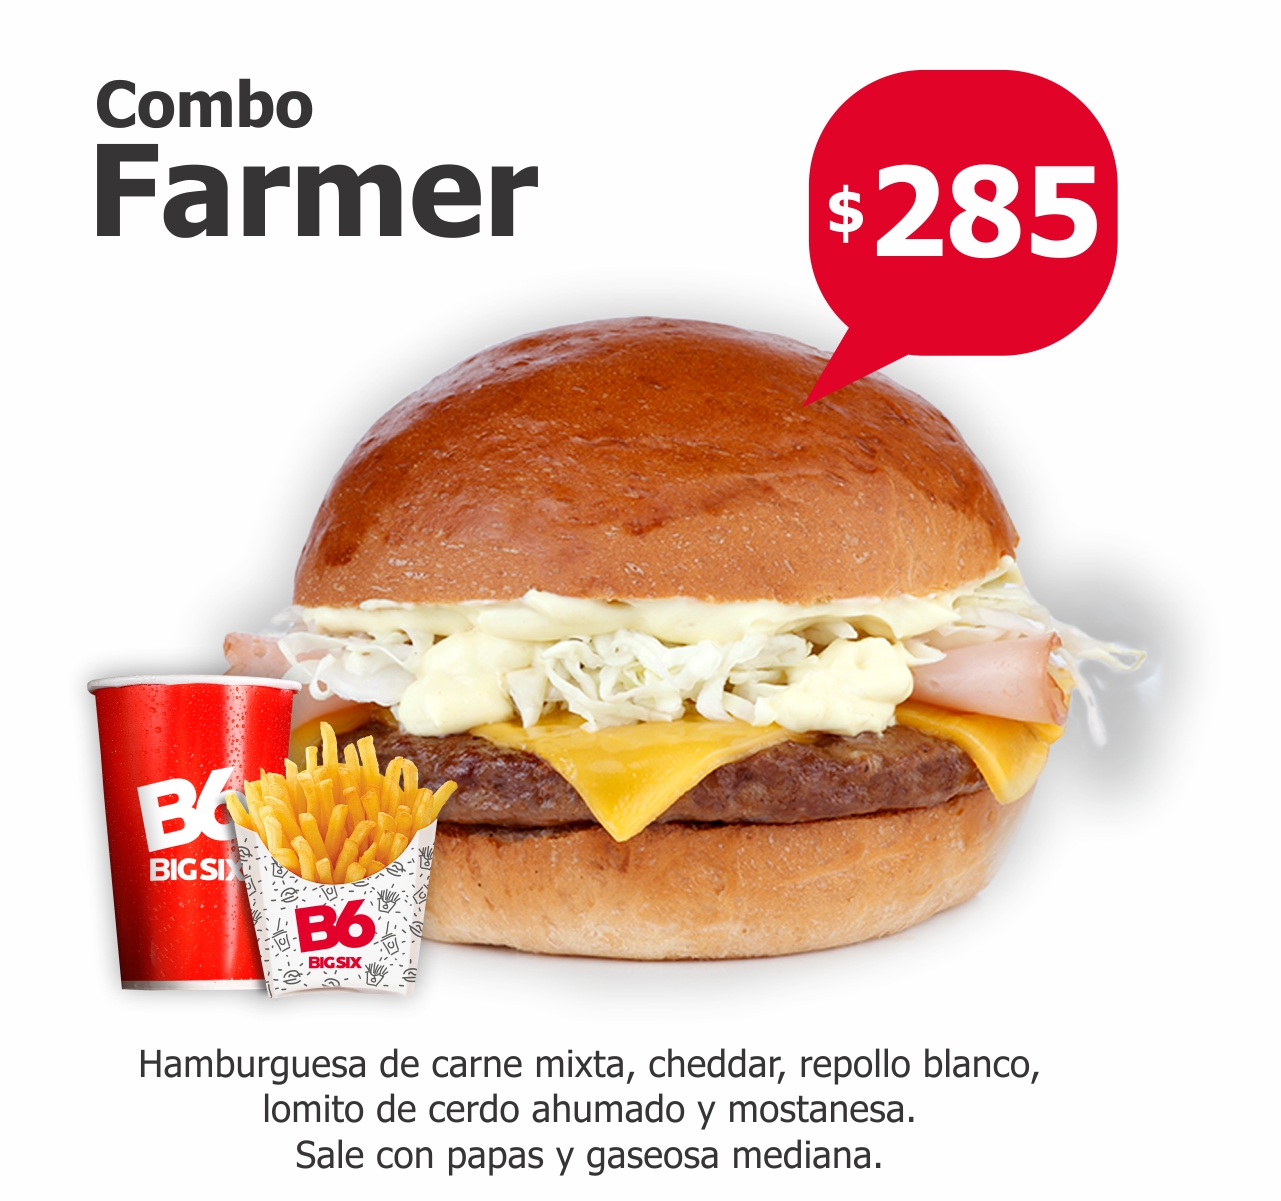 Combo
Farmer
$285
B6
BIG SIX
B6
BIG SIX
Hamburguesa de carne mixta, cheddar, repollo blanco,
lomito de cerdo ahumado y mostanesa.
Sale con papas y gaseosa mediana.